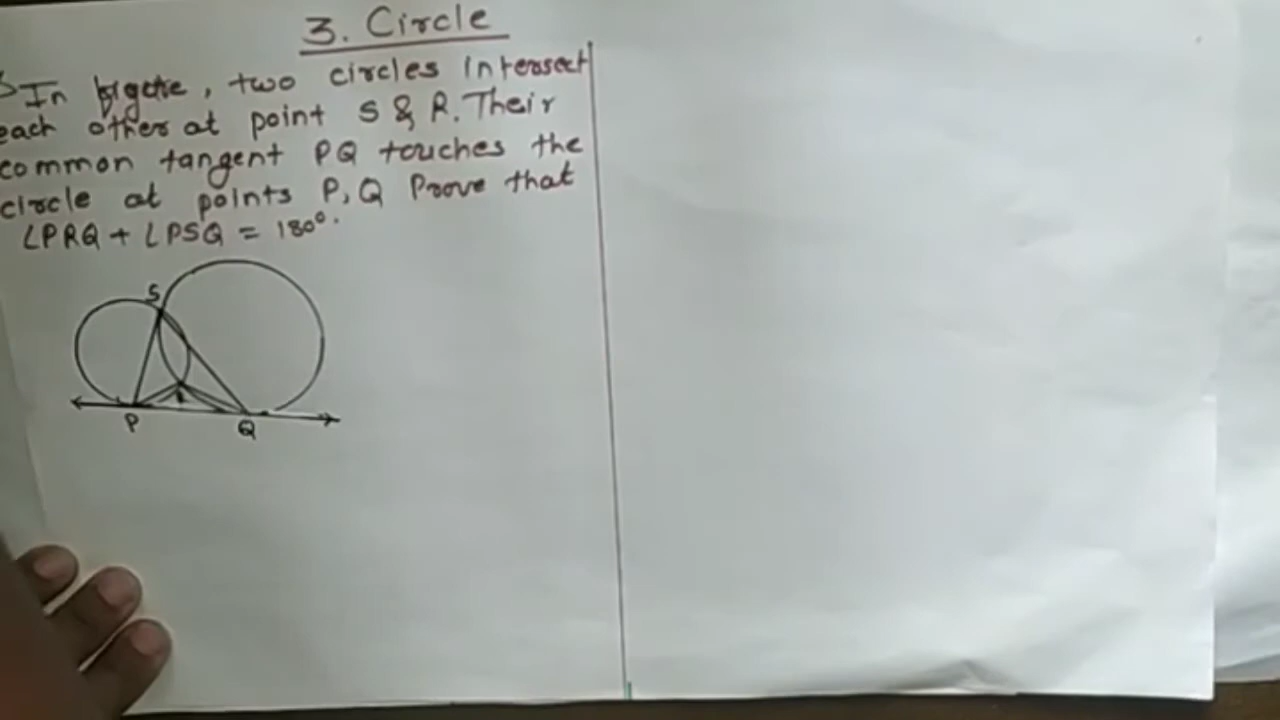 3. Circle
In figure, two circles intersect
each other at point S & R. Their
common tangent PQ touches the
circle at points P, Q Prove that
∠PRQ + ∠PSQ = 180°.
S
P
Q